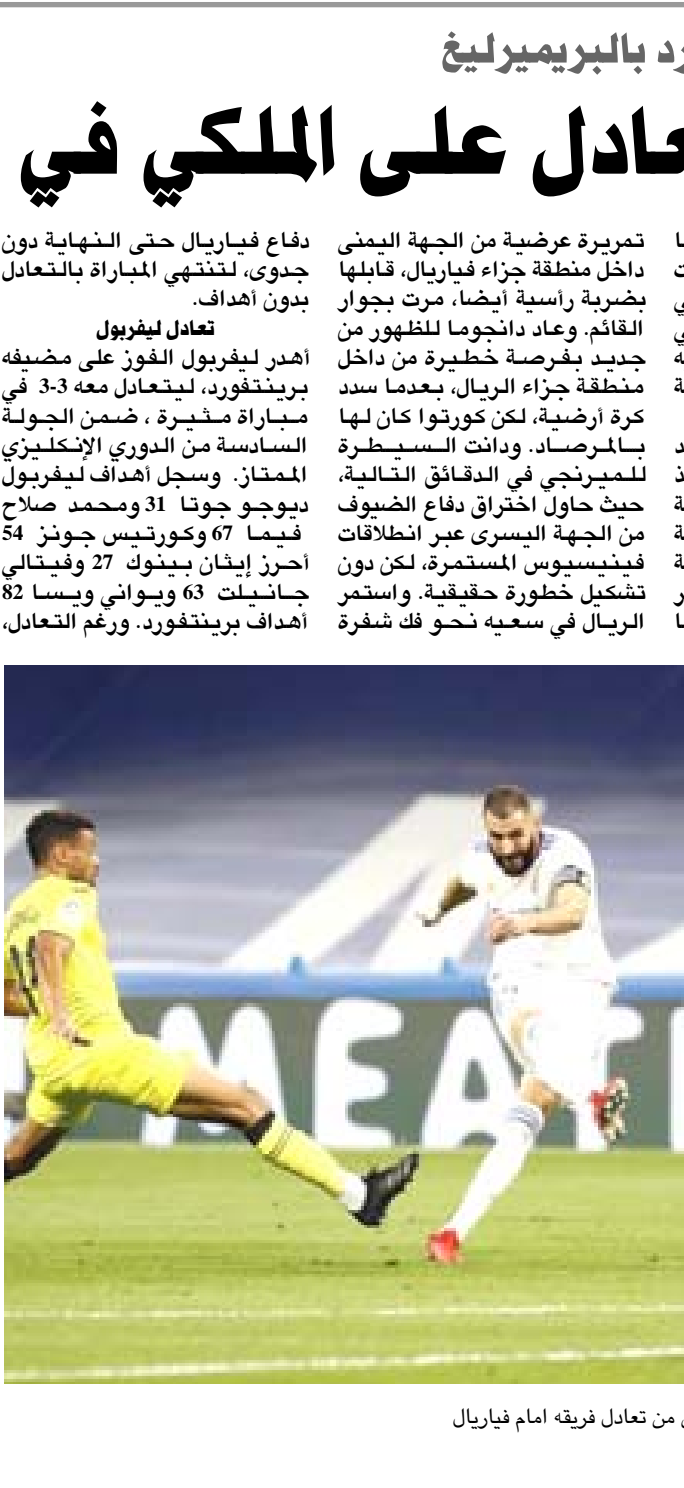 بالبريميرليغ
على الملكي في
تمريرة عرضية من الجهة اليمنى
داخل منطقة جزاء فياريال، قابلها
بضربة رأسية أيضا، مرت بجوار
القائم. وعاد دانجوما للظهور من
جديد بفرصة خطيرة من داخل
منطقة جزاء الريال، بعدما سدد
كرة أرضية، لكن كورتوا كان لها
بالمرصاد. ودانت السيطرة
للميرنجي في الدقائق التالية،
حيث حاول اختراق دفاع الضيوف
من الجهة اليسرى عبر انطلاقات
فينيسيوس المستمرة، لكن دون
تشكيل خطورة حقيقية. واستمر
الريال في سعيه نحو فك شفرة
دفاع فياريال حتى النهاية دون
جدوى، لتنتهي المباراة بالتعادل
بدون أهداف.
تعادل ليفربول
أهدر ليفربول الفوز على مضيفه
برينتفورد، ليتعادل معه 3-3 في
مباراة مثيرة ، ضمن الجولة
السادسة من الدوري الإنكليزي
الممتاز. وسجل أهداف ليفربول
ديوجو جوتا 31 ومحمد صلاح
فيما 67 وكورتيس جونز 54
أحرز إيثان بينوك 27 وفيتالي
جانيلت 63 ويواني ويسا 82
أهداف برينتفورد. ورغم التعادل،
MEAT
من تعادل فريقه امام فياريال